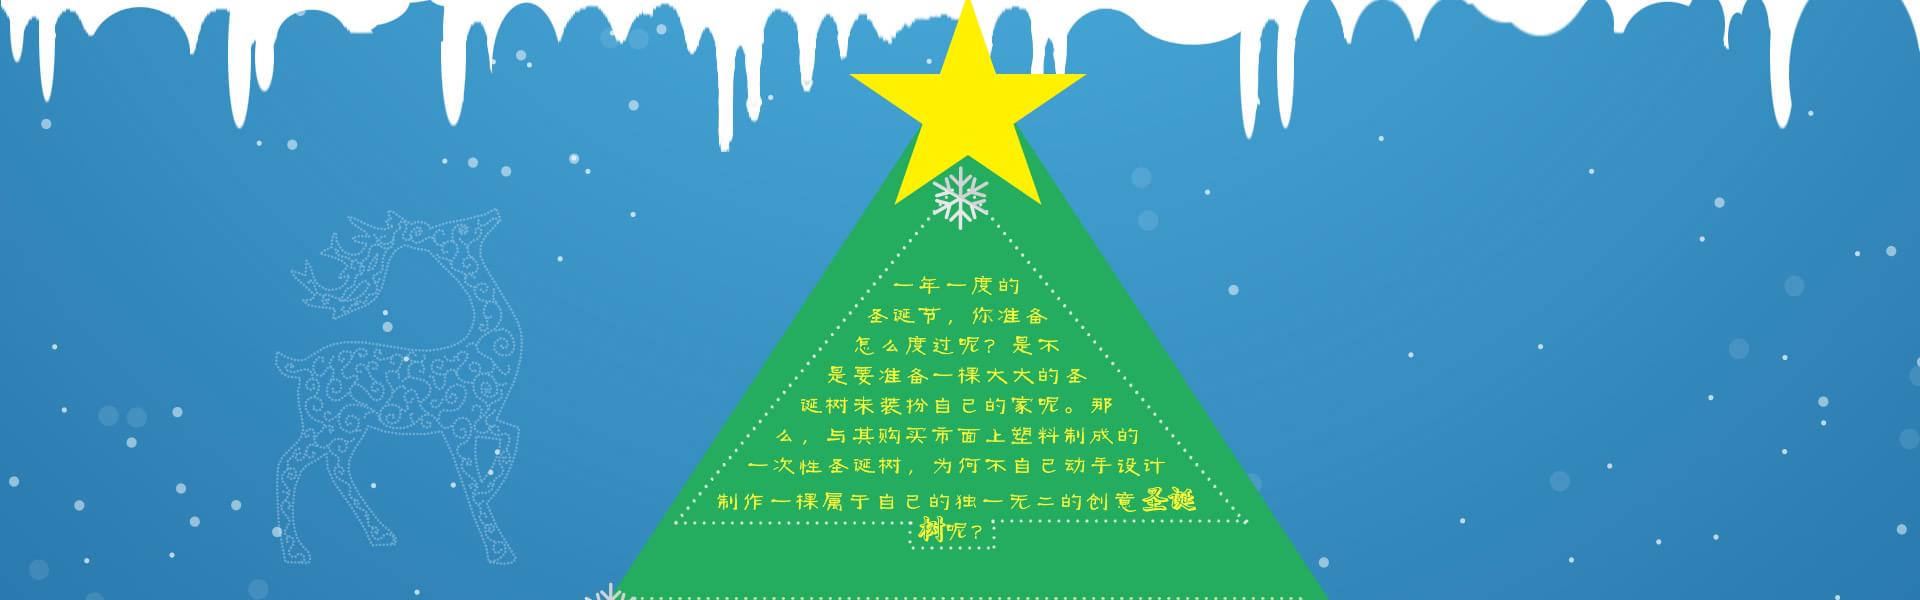 一年一度的
圣诞节，你准备
怎么度过呢？是不
是要准备一棵大大的圣
诞树来装扮自己的家呢。那
么，与其购买市面上塑料制成的
一次性圣诞树，为何不自己动手设计
制作一棵属于自己的独一无二的创意圣诞
树呢？